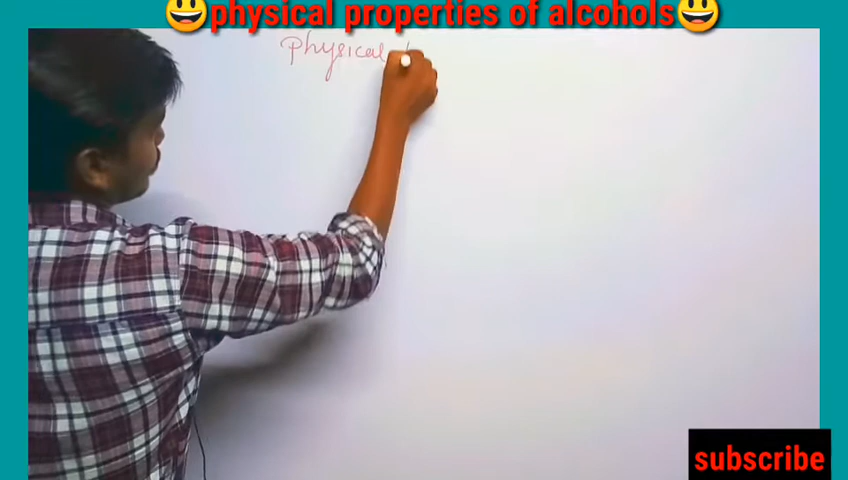 😃physical properties of alcohols😃
Physical
subscribe